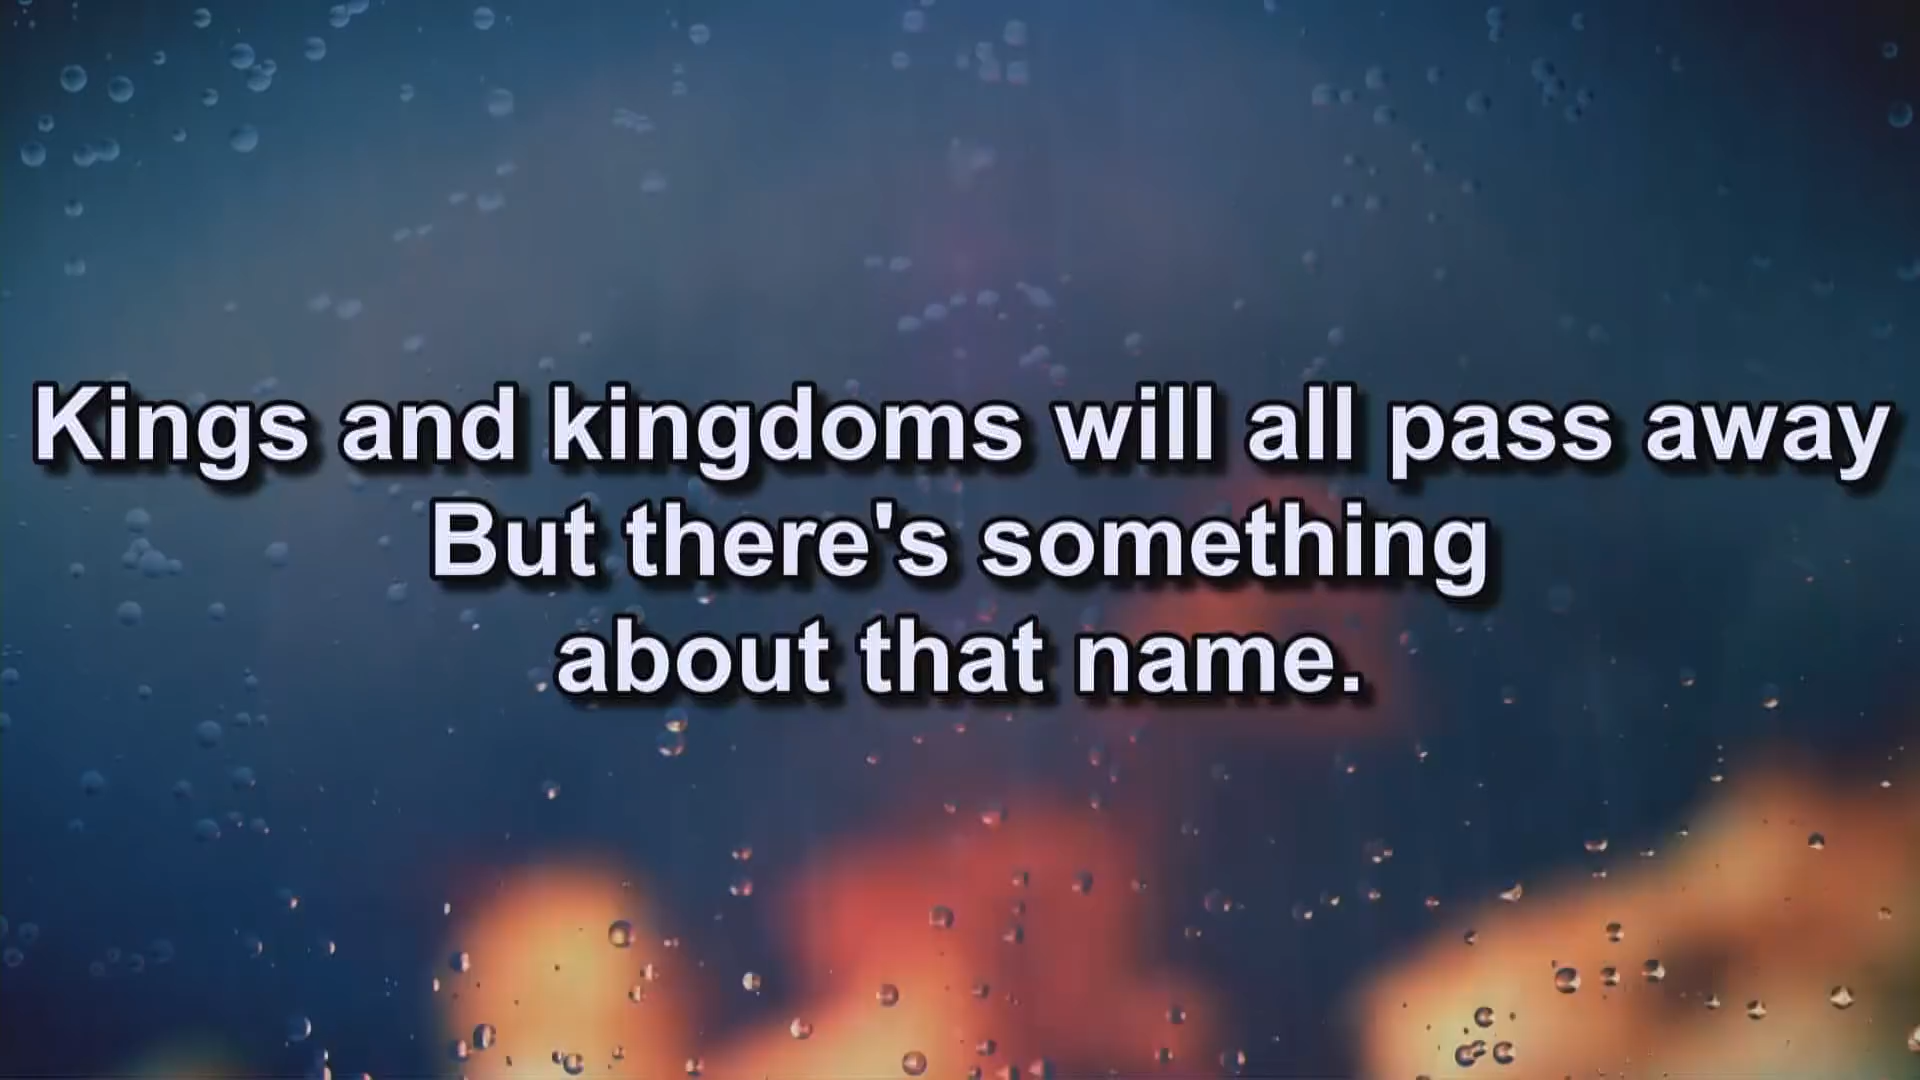 Kings and kingdoms will all pass away
But there's something
about that name.